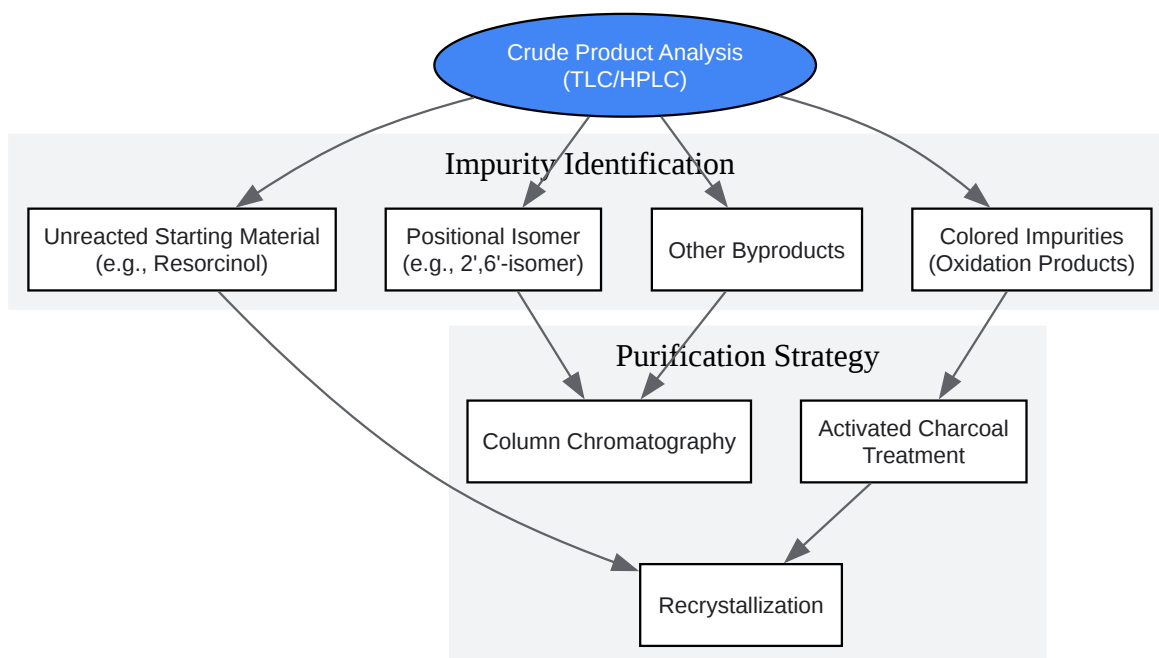 Crude Product Analysis
(TLC/HPLC)
Impurity Identification
Unreacted Starting Material
(e.g., Resorcinol)
Positional Isomer
(e.g., 2',6'-isomer)
Other Byproducts
Colored Impurities
(Oxidation Products)
Purification Strategy
Column Chromatography
Activated Charcoal
Treatment
Recrystallization